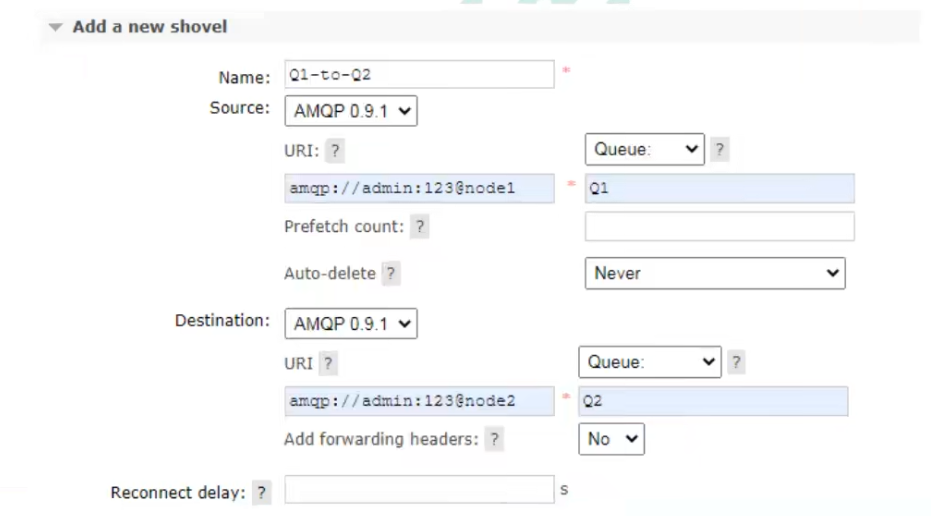 Add a new shovel
Name: Q1-to-Q2 *
Source: AMQP 0.9.1
URI: ? Queue: ?
amqp://admin:123@node1 * Q1
Prefetch count: ?
Auto-delete ? Never
Destination: AMQP 0.9.1
URI ? Queue: ?
amqp://admin:123@node2 * Q2
Add forwarding headers: ? No
Reconnect delay: ? s